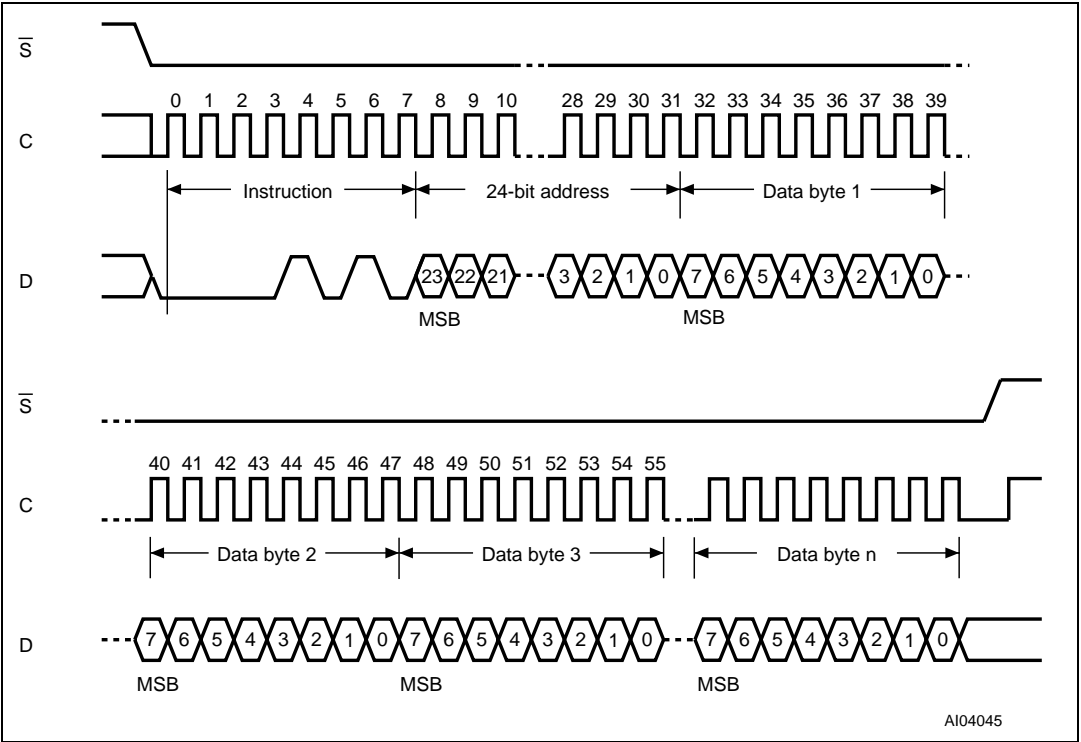 S̅
0 1 2 3 4 5 6 7 8 9 10 28 29 30 31 32 33 34 35 36 37 38 39
C
Instruction 24-bit address Data byte 1
D
23 22 21 3 2 1 0 7 6 5 4 3 2 1 0
MSB MSB
S̅
40 41 42 43 44 45 46 47 48 49 50 51 52 53 54 55
C
Data byte 2 Data byte 3 Data byte n
D
7 6 5 4 3 2 1 0 7 6 5 4 3 2 1 0 7 6 5 4 3 2 1 0
MSB MSB MSB
AI04045